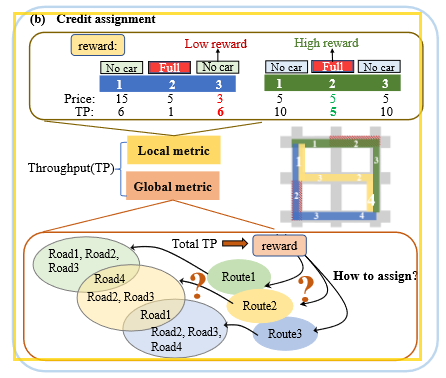 (b) Credit assignment
reward:
Low reward
High reward
No car Full No car
No car Full No car
1 2 3
1 2 3
Price: 15 5 3
5 5 5
TP: 6 1 6
10 5 10
Throughput(TP)
Local metric
Global metric
1 2
1 3 2 3
2 4
3 4
Total TP
reward
How to assign?
Road1, Road2,
Road3
Road4
Road2, Road3
Road1
Road2, Road3,
Road4
Route1
Route2
Route3
?
?